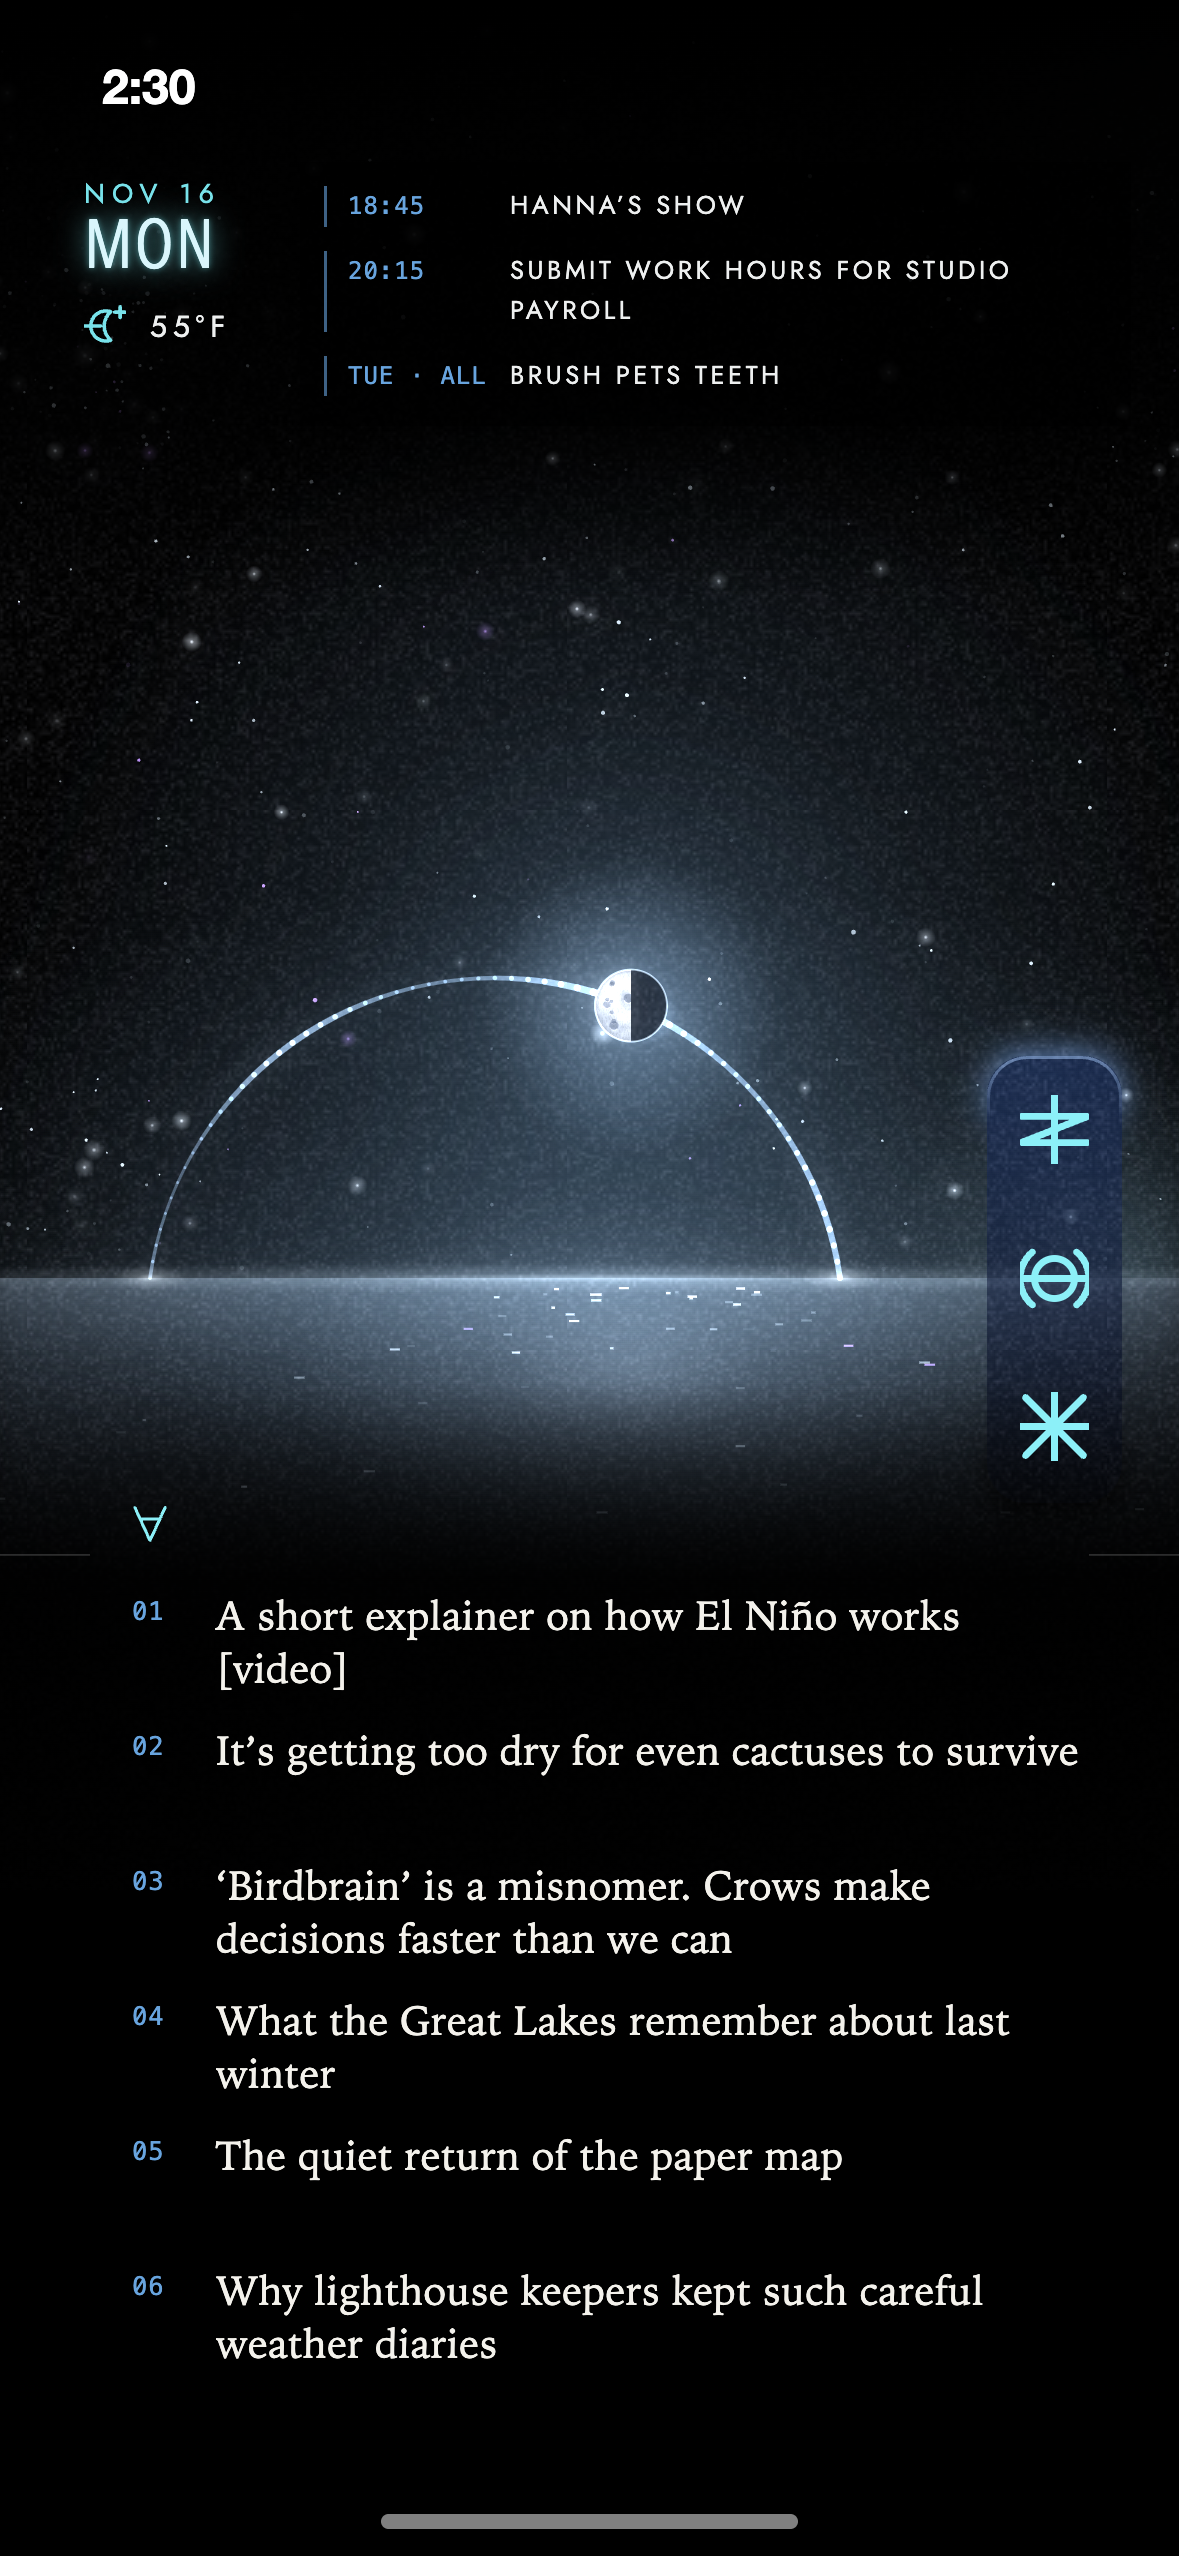 2:30
NOV 16
MON
55°F
18:45 HANNA’S SHOW
20:15 SUBMIT WORK HOURS FOR STUDIO
PAYROLL
TUE · ALL BRUSH PETS TEETH
01 A short explainer on how El Niño works
[video]
02 It’s getting too dry for even cactuses to survive
03 ‘Birdbrain’ is a misnomer. Crows make
decisions faster than we can
04 What the Great Lakes remember about last
winter
05 The quiet return of the paper map
06 Why lighthouse keepers kept such careful
weather diaries